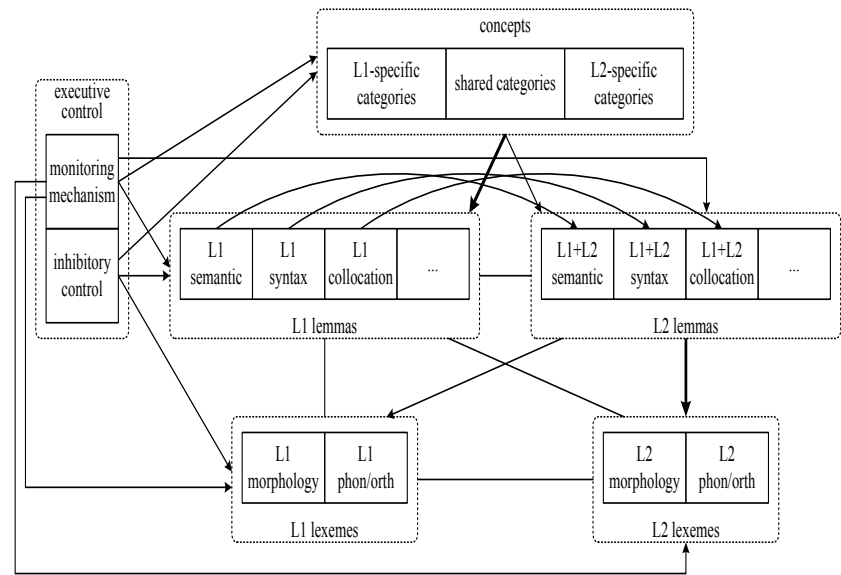 concepts
L1-specific
categories
shared categories
L2-specific
categories
executive
control
monitoring
mechanism
inhibitory
control
L1
semantic
L1
syntax
L1
collocation
...
L1 lemmas
L1+L2
semantic
L1+L2
syntax
L1+L2
collocation
...
L2 lemmas
L1
morphology
L1
phon/orth
L1 lexemes
L2
morphology
L2
phon/orth
L2 lexemes